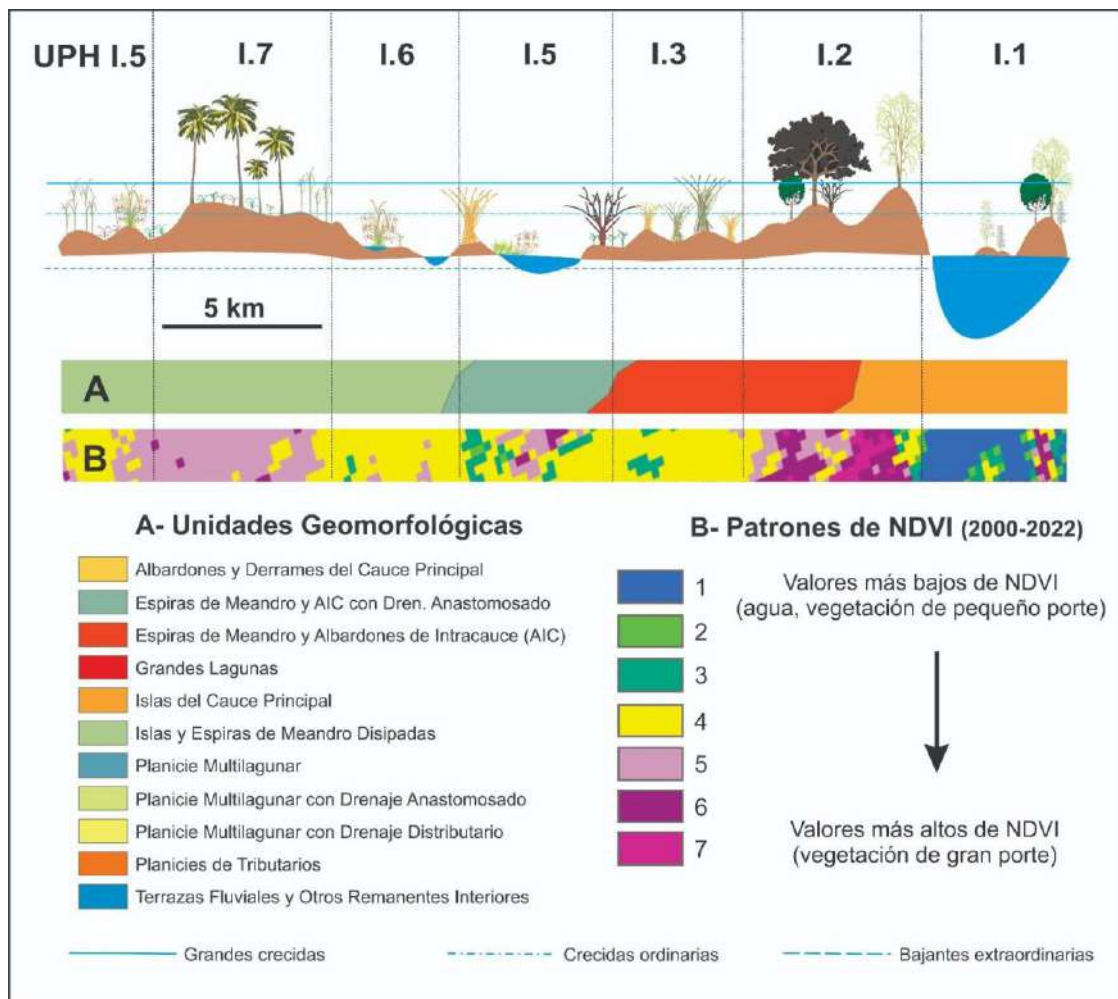 UPH I.5 I.7 I.6 I.5 I.3 I.2 I.1
5 km
A
B
A- Unidades Geomorfológicas
Albardones y Derrames del Cauce Principal
Espiras de Meandro y AIC con Dren. Anastomosado
Espiras de Meandro y Albardones de Intracauce (AIC)
Grandes Lagunas
Islas del Cauce Principal
Islas y Espiras de Meandro Disipadas
Planicie Multilagunar
Planicie Multilagunar con Drenaje Anastomosado
Planicie Multilagunar con Drenaje Distributario
Planicies de Tributarios
Terrazas Fluviales y Otros Remanentes Interiores
B- Patrones de NDVI (2000-2022)
1
2
3
4
5
6
7
Valores más bajos de NDVI
(agua, vegetación de pequeño porte)
Valores más altos de NDVI
(vegetación de gran porte)
Grandes crecidas
Crecidas ordinarias
Bajantes extraordinarias